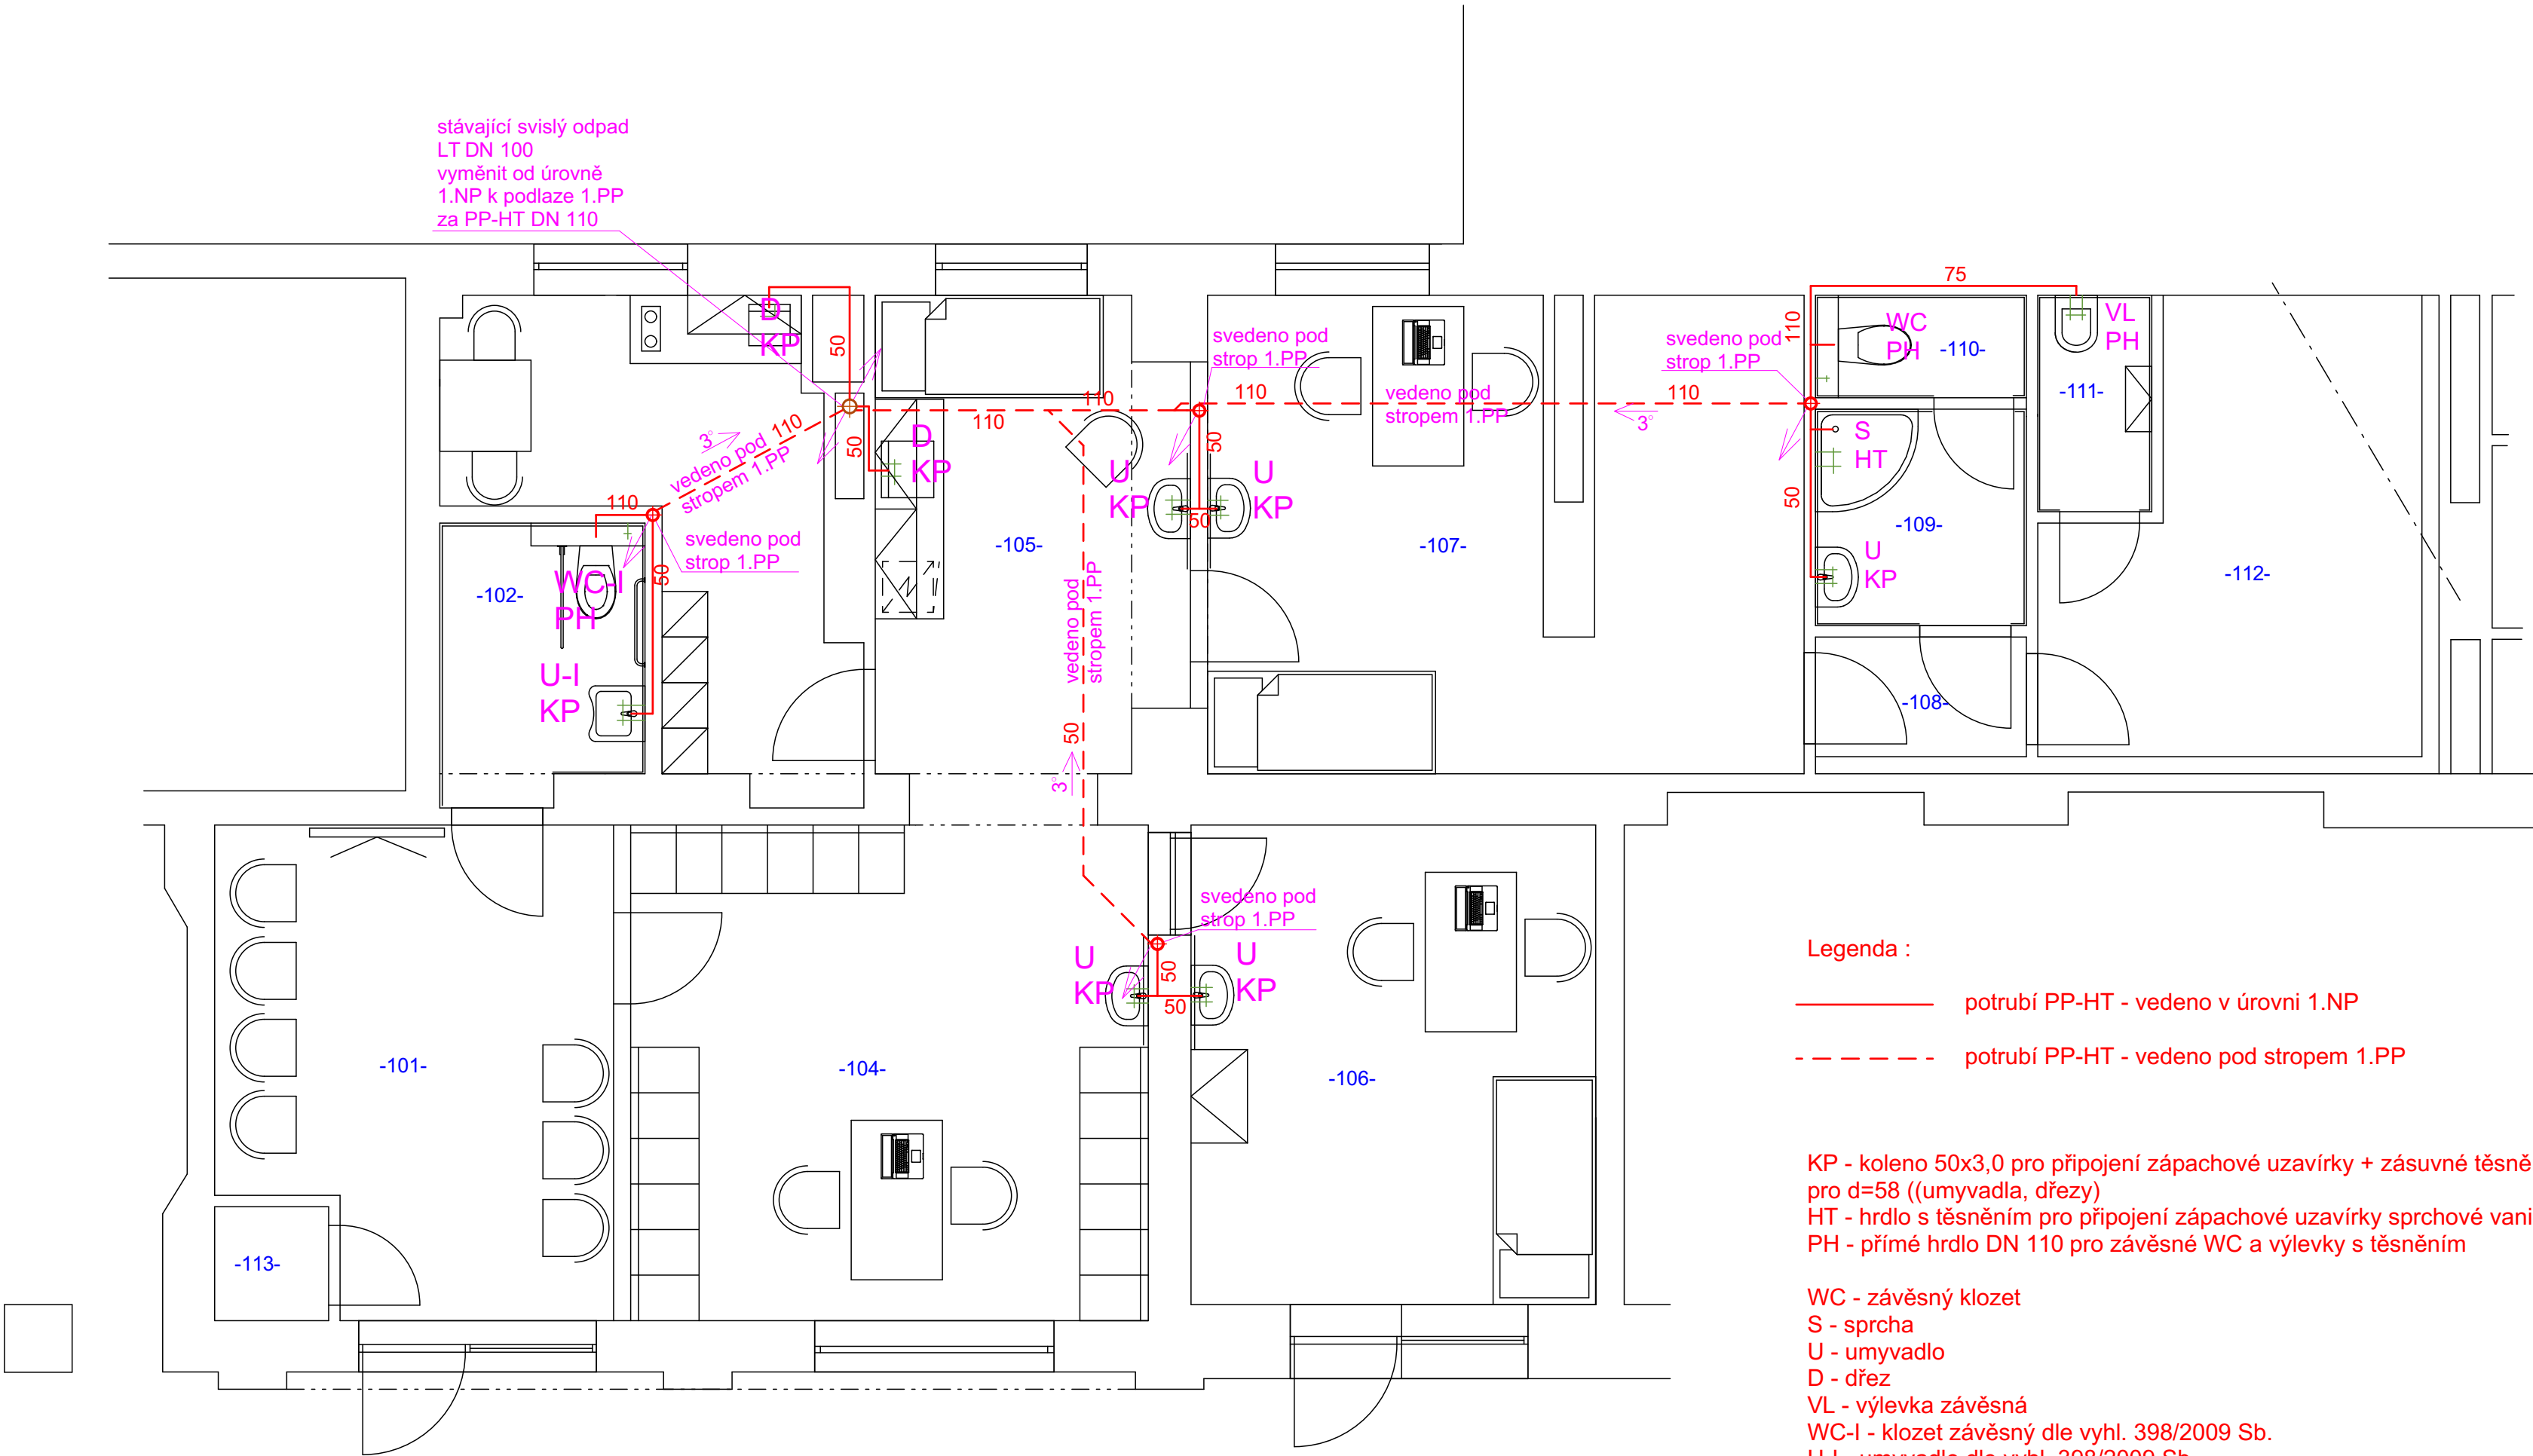 stávající svislý odpad
LT DN 100
vyměnit od úrovně
1.NP k podlaze 1.PP
za PP-HT DN 110
D
KP
50
svedeno pod
strop 1.PP
110
vedeno pod
stropem 1.PP
110
3°
svedeno pod
strop 1.PP
110
75
WC
PH
-110-
VL
PH
-111-
3°
110
vedeno pod
stropem 1.PP
50
110
110
D
KP
50
U
KP
U
KP
50
S
HT
50
-109-
U
KP
110
svedeno pod
strop 1.PP
50
-102-
WC-I
PH
U-I
KP
-105-
-107-
-112-
-108-
vedeno pod
stropem 1.PP
50
3°
svedeno pod
strop 1.PP
U
KP
50
50
U
KP
-101-
-104-
-106-
-113-
Legenda :
potrubí PP-HT - vedeno v úrovni 1.NP
potrubí PP-HT - vedeno pod stropem 1.PP
KP - koleno 50x3,0 pro připojení zápachové uzavírky + zásuvné těsně
pro d=58 ((umyvadla, dřezy)
HT - hrdlo s těsněním pro připojení zápachové uzavírky sprchové vani
PH - přímé hrdlo DN 110 pro závěsné WC a výlevky s těsněním
WC - závěsný klozet
S - sprcha
U - umyvadlo
D - dřez
VL - výlevka závěsná
WC-I - klozet závěsný dle vyhl. 398/2009 Sb.
U-I - umyvadlo dle vyhl. 398/2009 Sb.